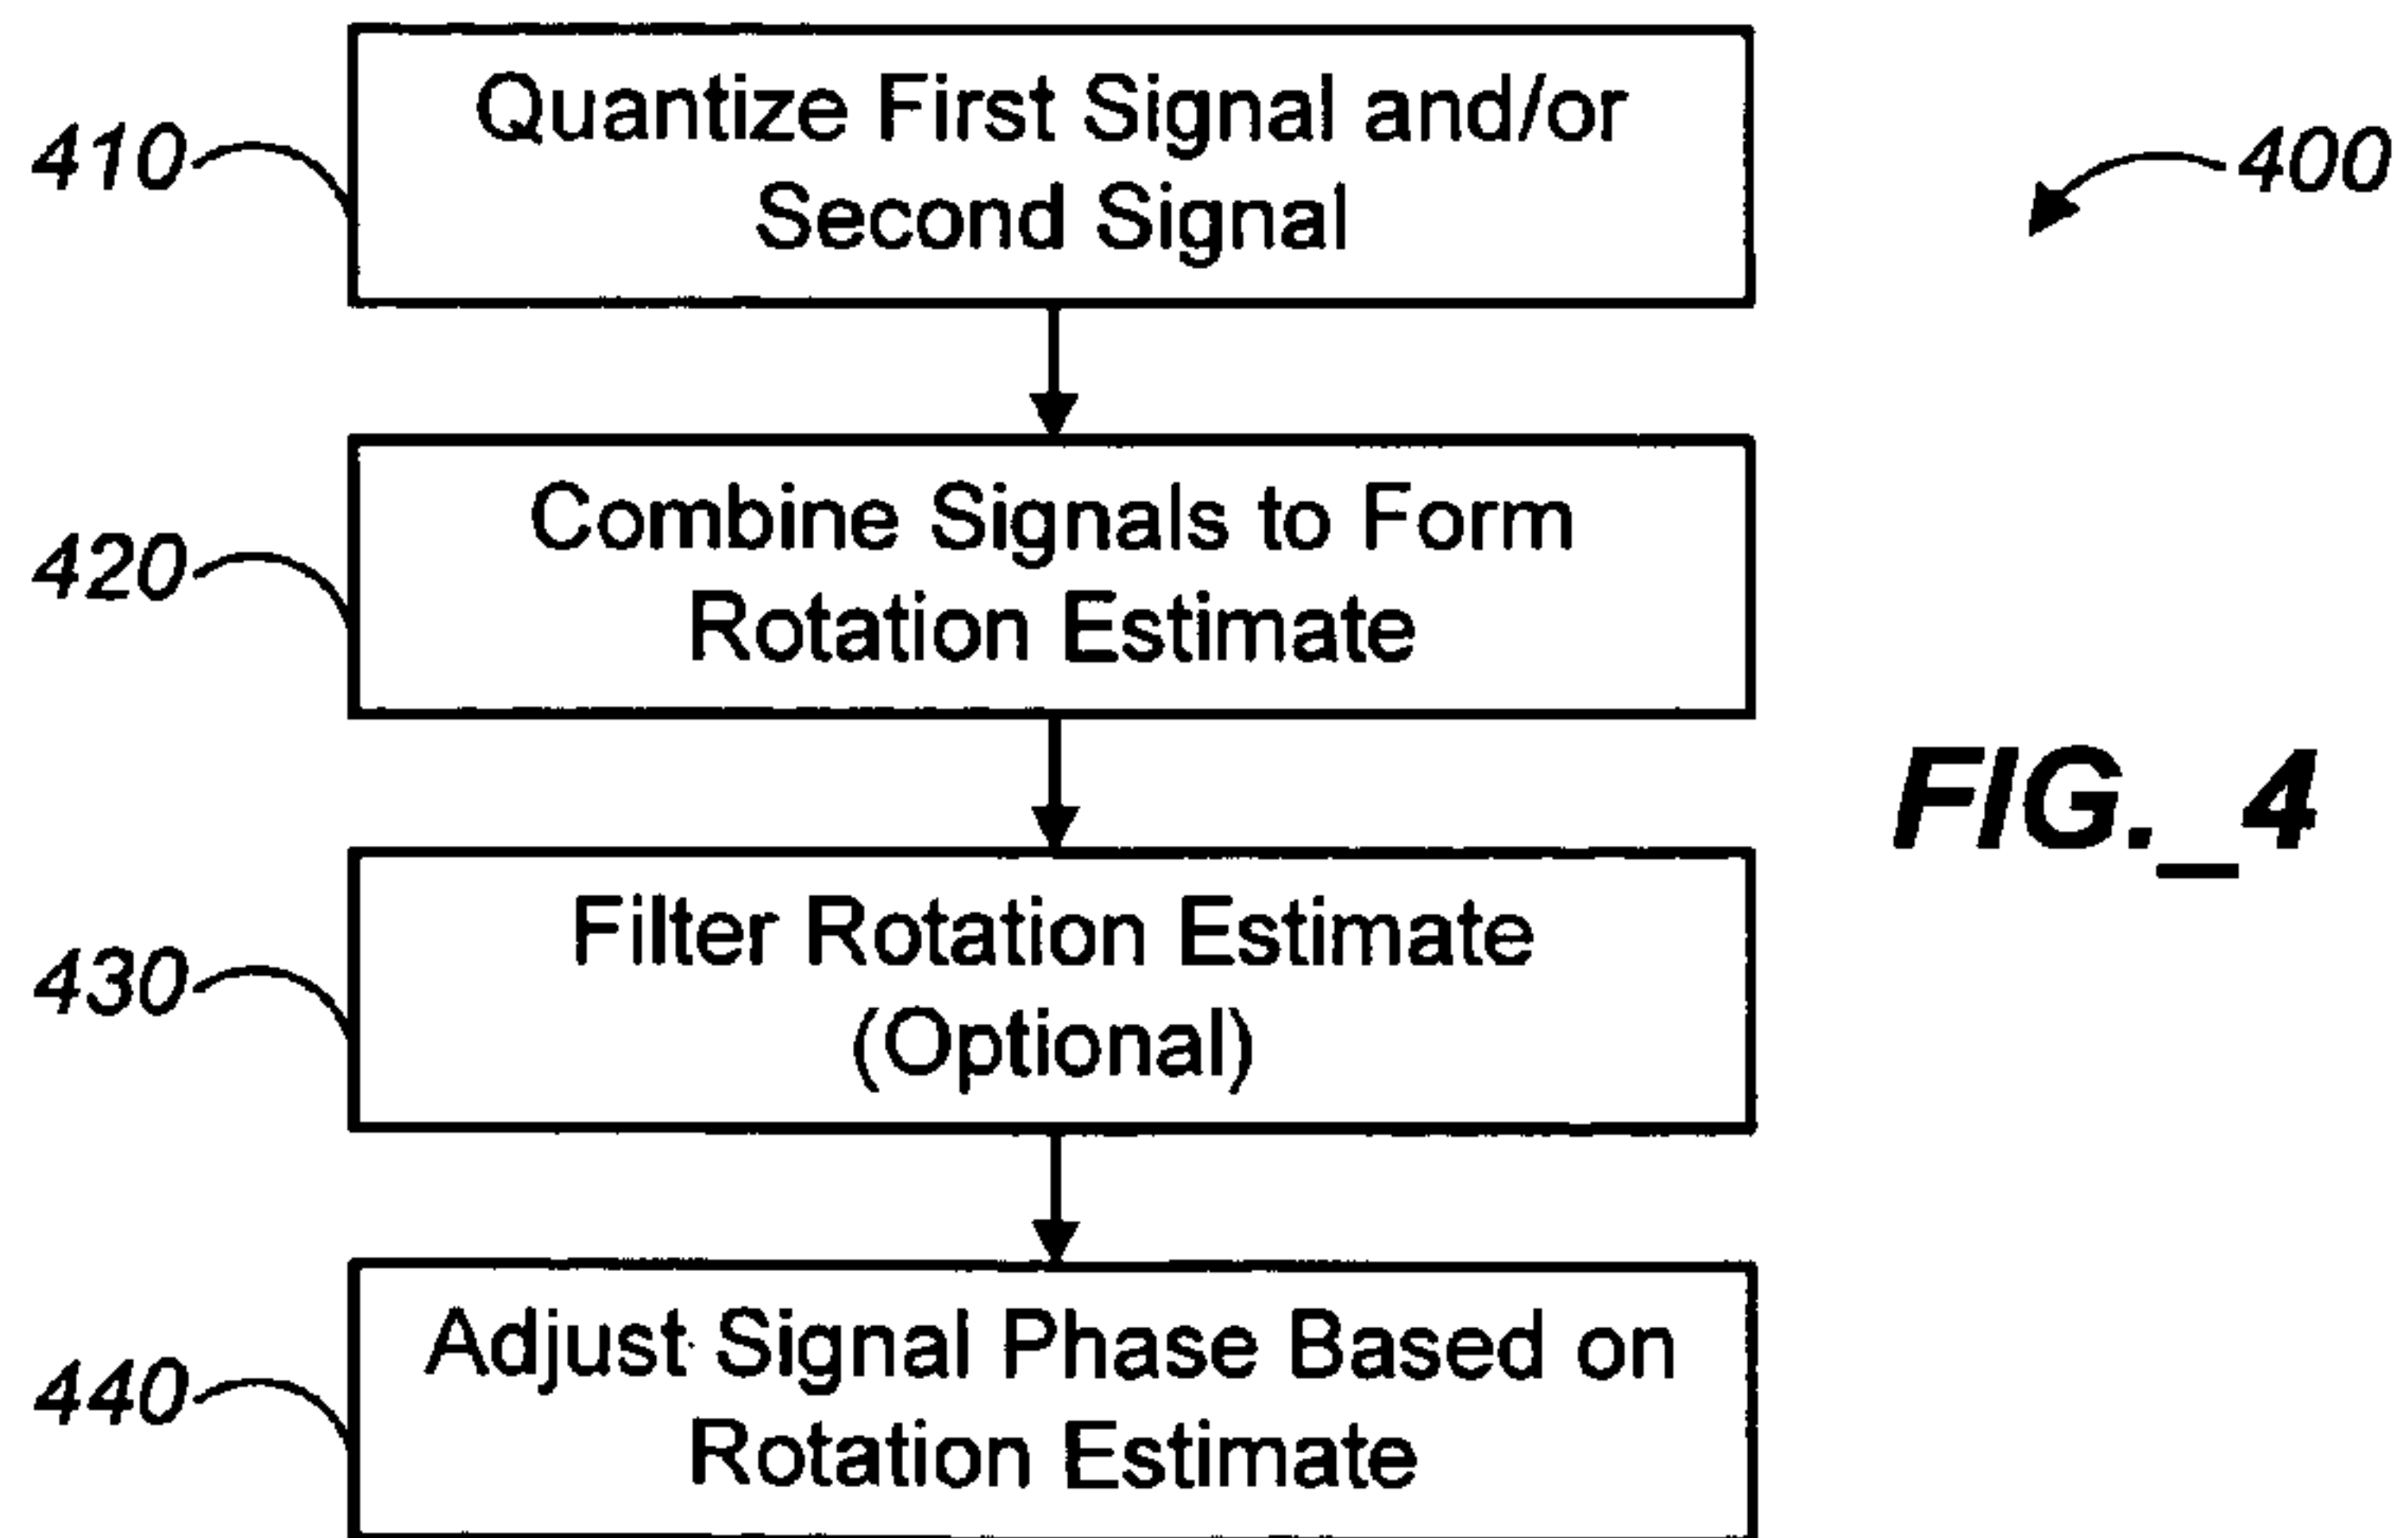 410
Quantize First Signal and/or
Second Signal
400
420
Combine Signals to Form
Rotation Estimate
FIG._4
430
Filter Rotation Estimate
(Optional)
440
Adjust Signal Phase Based on
Rotation Estimate